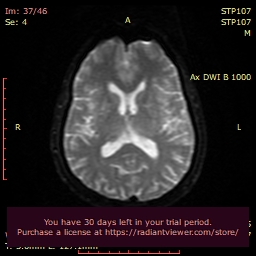 Im: 37/46
Se: 4
A
STP107
STP107
M
Ax DWI B 1000
R
L
You have 30 days left in your trial period.
Purchase a license at https://radiantviewer.com/store/